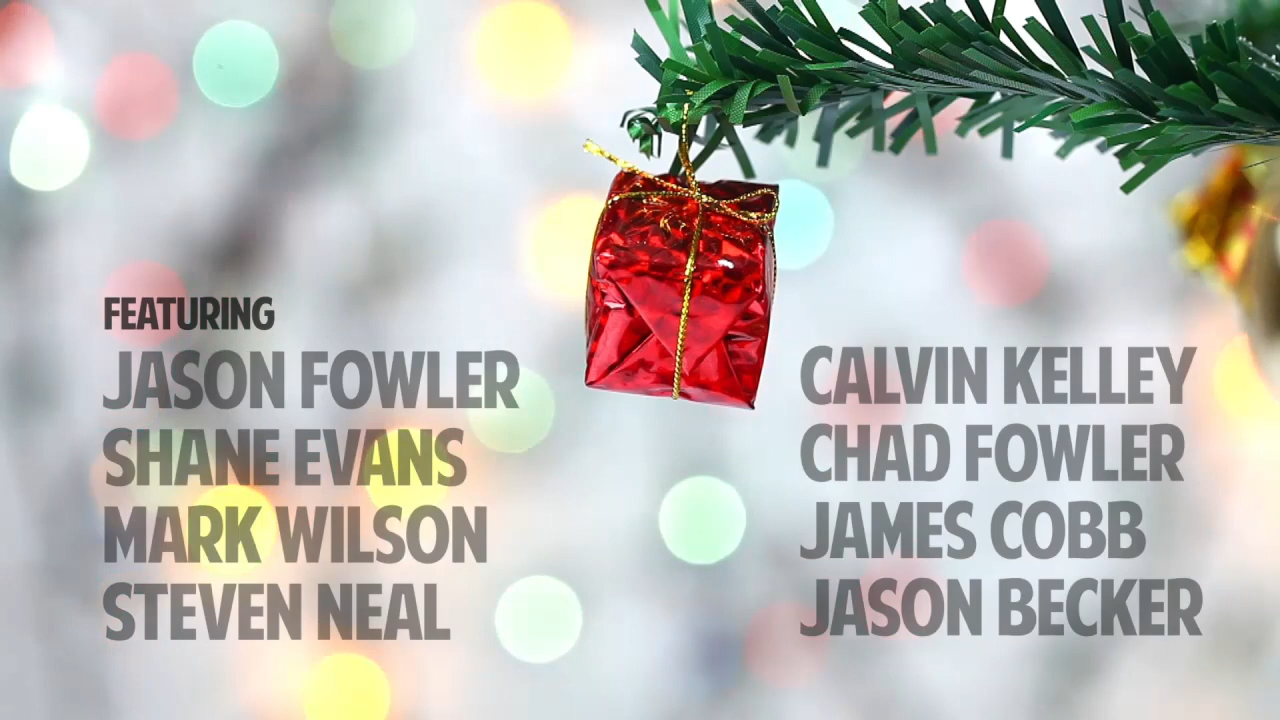 FEATURING
JASON FOWLER
SHANE EVANS
MARK WILSON
STEVEN NEAL
CALVIN KELLEY
CHAD FOWLER
JAMES COBB
JASON BECKER